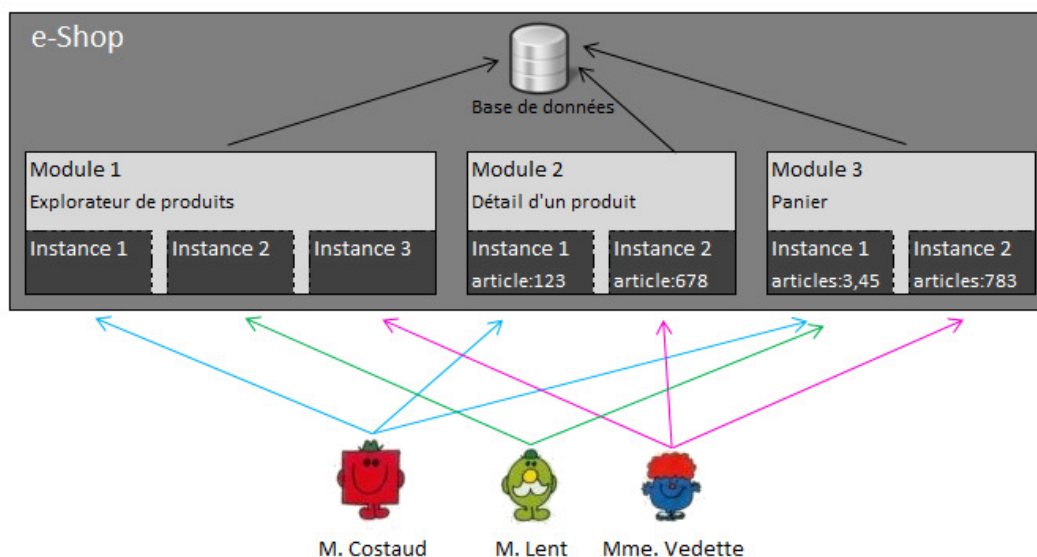 e-Shop
Base de données
Module 1
Explorateur de produits
Instance 1
Instance 2
Instance 3
Module 2
Détail d'un produit
Instance 1
article:123
Instance 2
article:678
Module 3
Panier
Instance 1
articles:3,45
Instance 2
articles:783
M. Costaud
M. Lent
Mme. Vedette